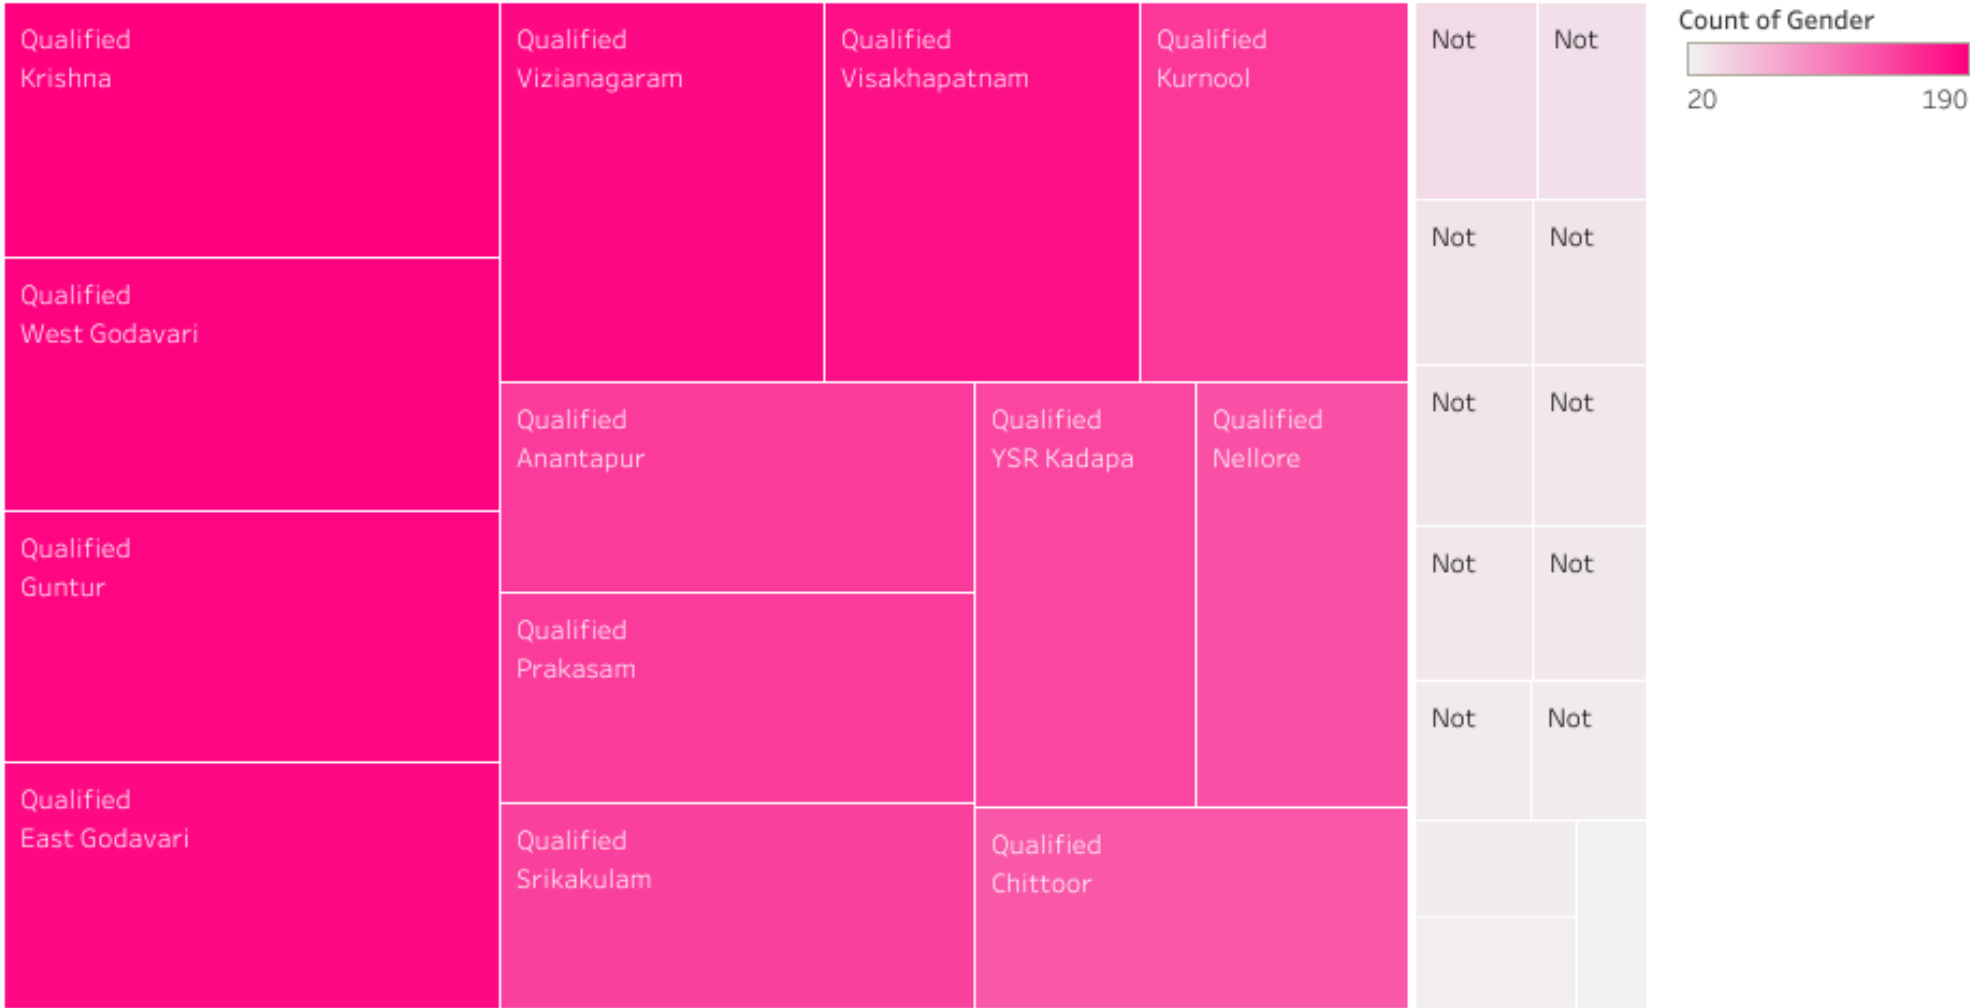 Qualified
Krishna
Qualified
West Godavari
Qualified
Guntur
Qualified
East Godavari
Qualified
Vizianagaram
Qualified
Visakhapatnam
Qualified
Kurnool
Qualified
Anantapur
Qualified
Prakasam
Qualified
Srikakulam
Qualified
YSR Kadapa
Qualified
Nellore
Qualified
Chittoor
Not
Not
Not
Not
Not
Not
Not
Not
Not
Not
Count of Gender
20
190